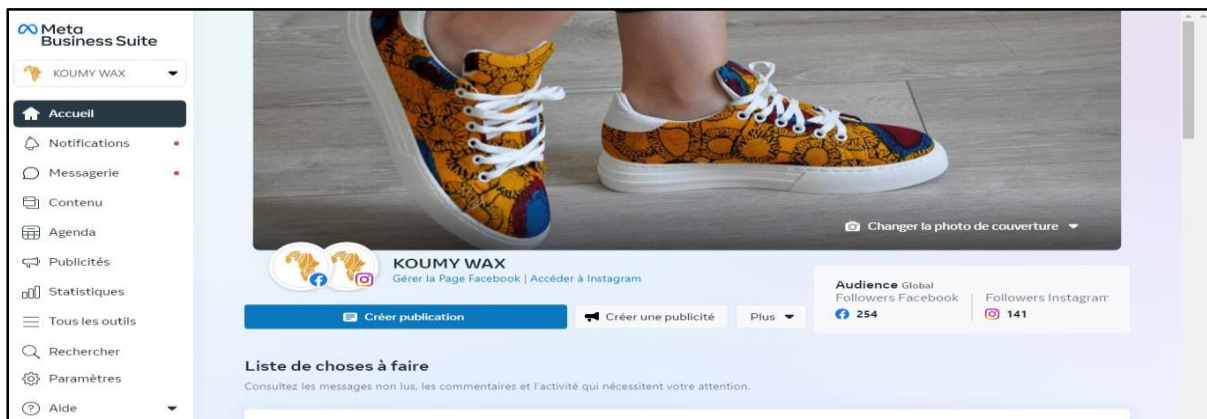 Meta
Business Suite
KOUMY WAX
Accueil
Notifications
Messagerie
Contenu
Agenda
Publicités
Statistiques
Tous les outils
Rechercher
Paramètres
Aide
Changer la photo de couverture
KOUMY WAX
Gérer la Page Facebook | Accéder à Instagram
Créer publication
Créer une publicité
Plus
Audience Global
Followers Facebook
254
Followers Instagram
141
Liste de choses à faire
Consultez les messages non lus, les commentaires et l'activité qui nécessitent votre attention.